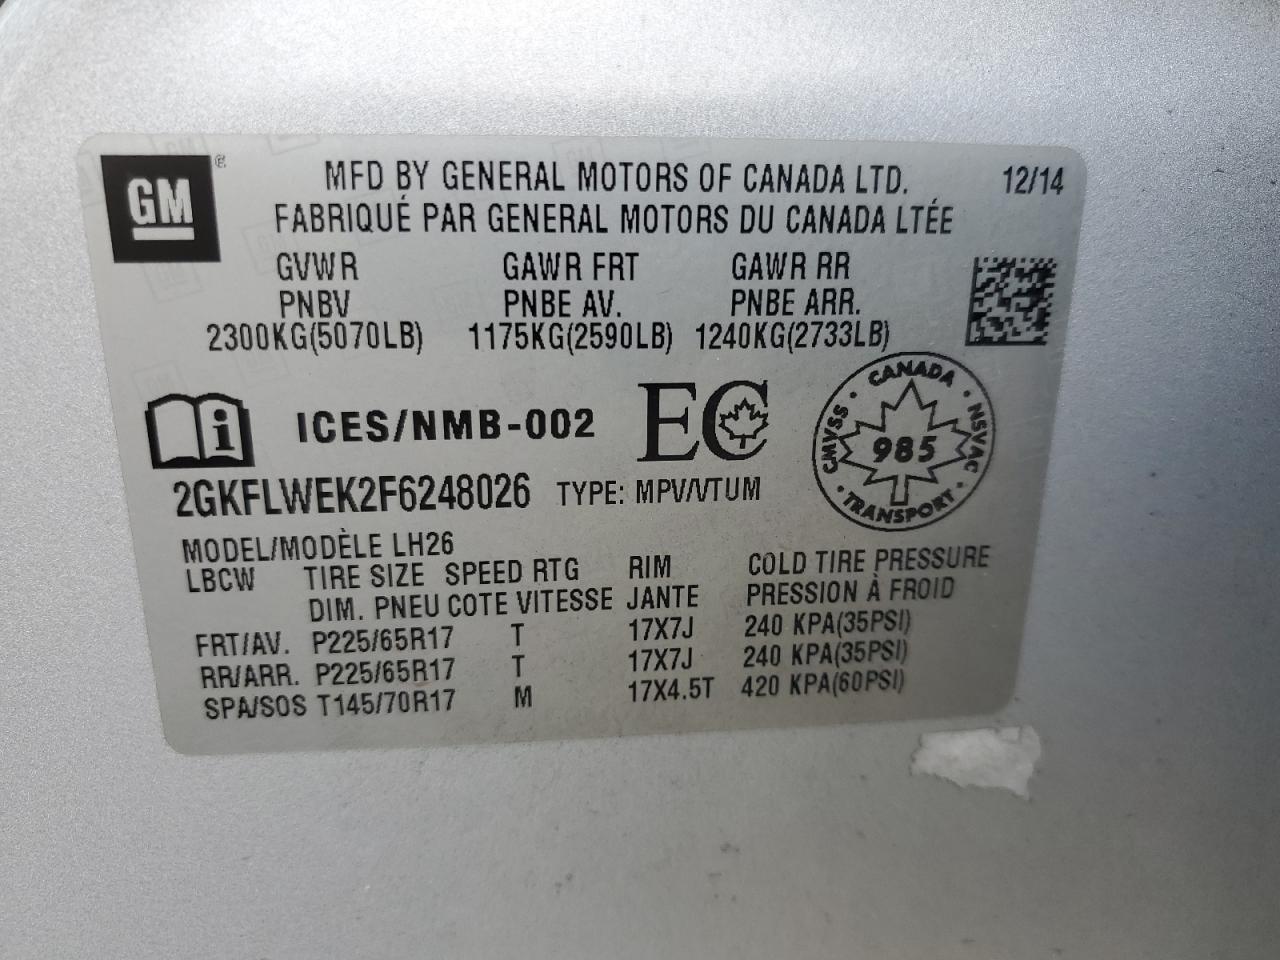 GM
MFD BY GENERAL MOTORS OF CANADA LTD. 12/14
FABRIQUÉ PAR GENERAL MOTORS DU CANADA LTÉE
GVWR GAWR FRT GAWR RR
PNBV PNBE AV. PNBE ARR.
2300KG(5070LB) 1175KG(2590LB) 1240KG(2733LB)
ICES/NMB-002 EC
CANADA
CMVSS 985 NSVAC
TRANSPORT
2GKFLWEK2F6248026 TYPE: MPV/VTUM
MODEL/MODÈLE LH26
LBCW TIRE SIZE SPEED RTG RIM COLD TIRE PRESSURE
DIM. PNEU COTE VITESSE JANTE PRESSION À FROID
FRT/AV. P225/65R17 T 17X7J 240 KPA(35PSI)
RR/ARR. P225/65R17 T 17X7J 240 KPA(35PSI)
SPA/SOS T145/70R17 M 17X4.5T 420 KPA(60PSI)